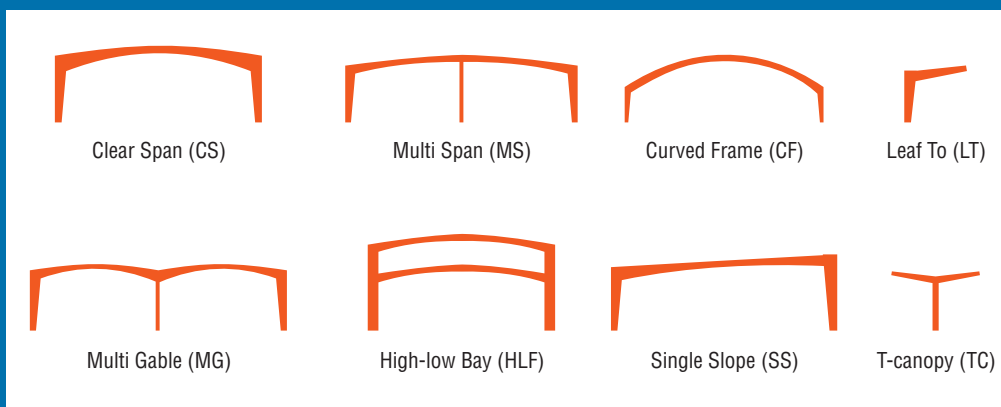 Clear Span (CS)
Multi Span (MS)
Curved Frame (CF)
Leaf To (LT)
Multi Gable (MG)
High-low Bay (HLF)
Single Slope (SS)
T-canopy (TC)